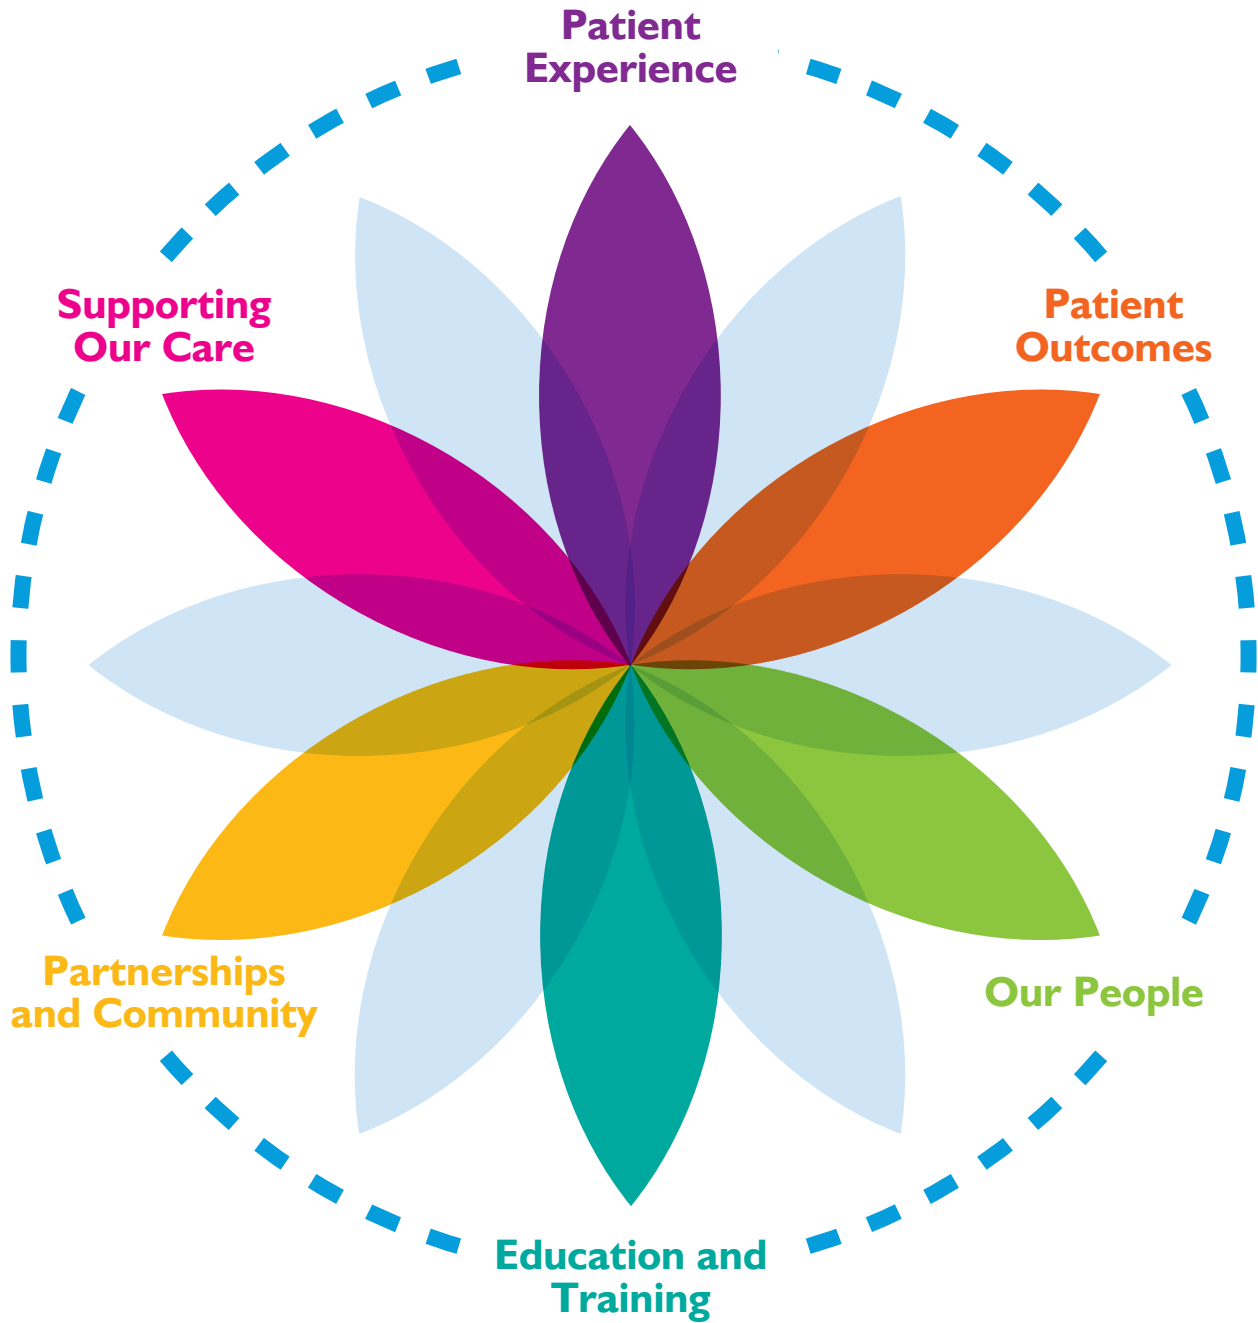 Patient
Experience
Supporting
Our Care
Patient
Outcomes
Partnerships
and Community
Our People
Education and
Training